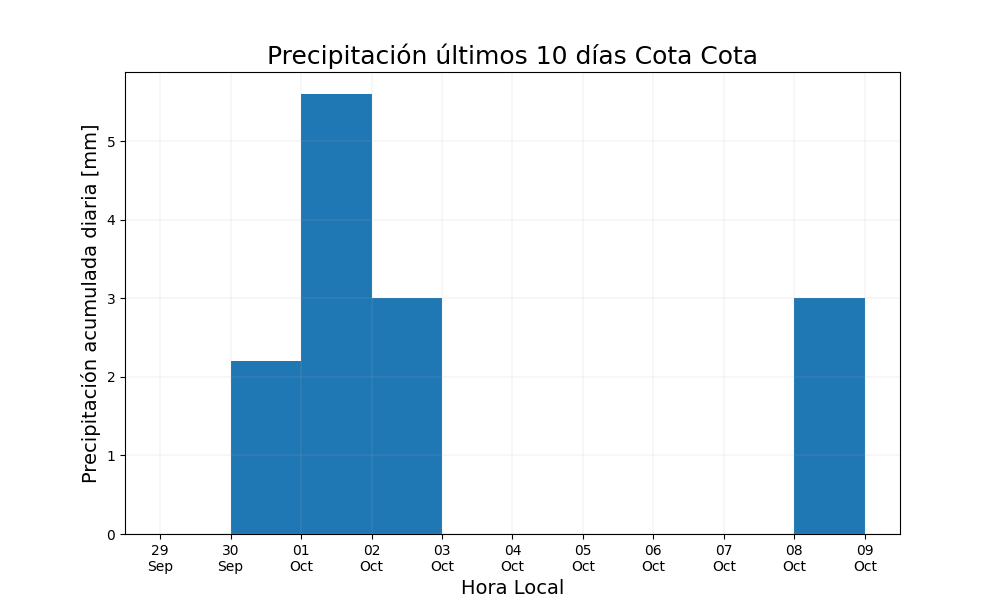 Precipitación últimos 10 días Cota Cota
Precipitación acumulada diaria [mm]
5
4
3
2
1
0
29 30 01 02 03 04 05 06 07 08 09
Sep Sep Oct Oct Oct Oct Oct Oct Oct Oct Oct
Hora Local